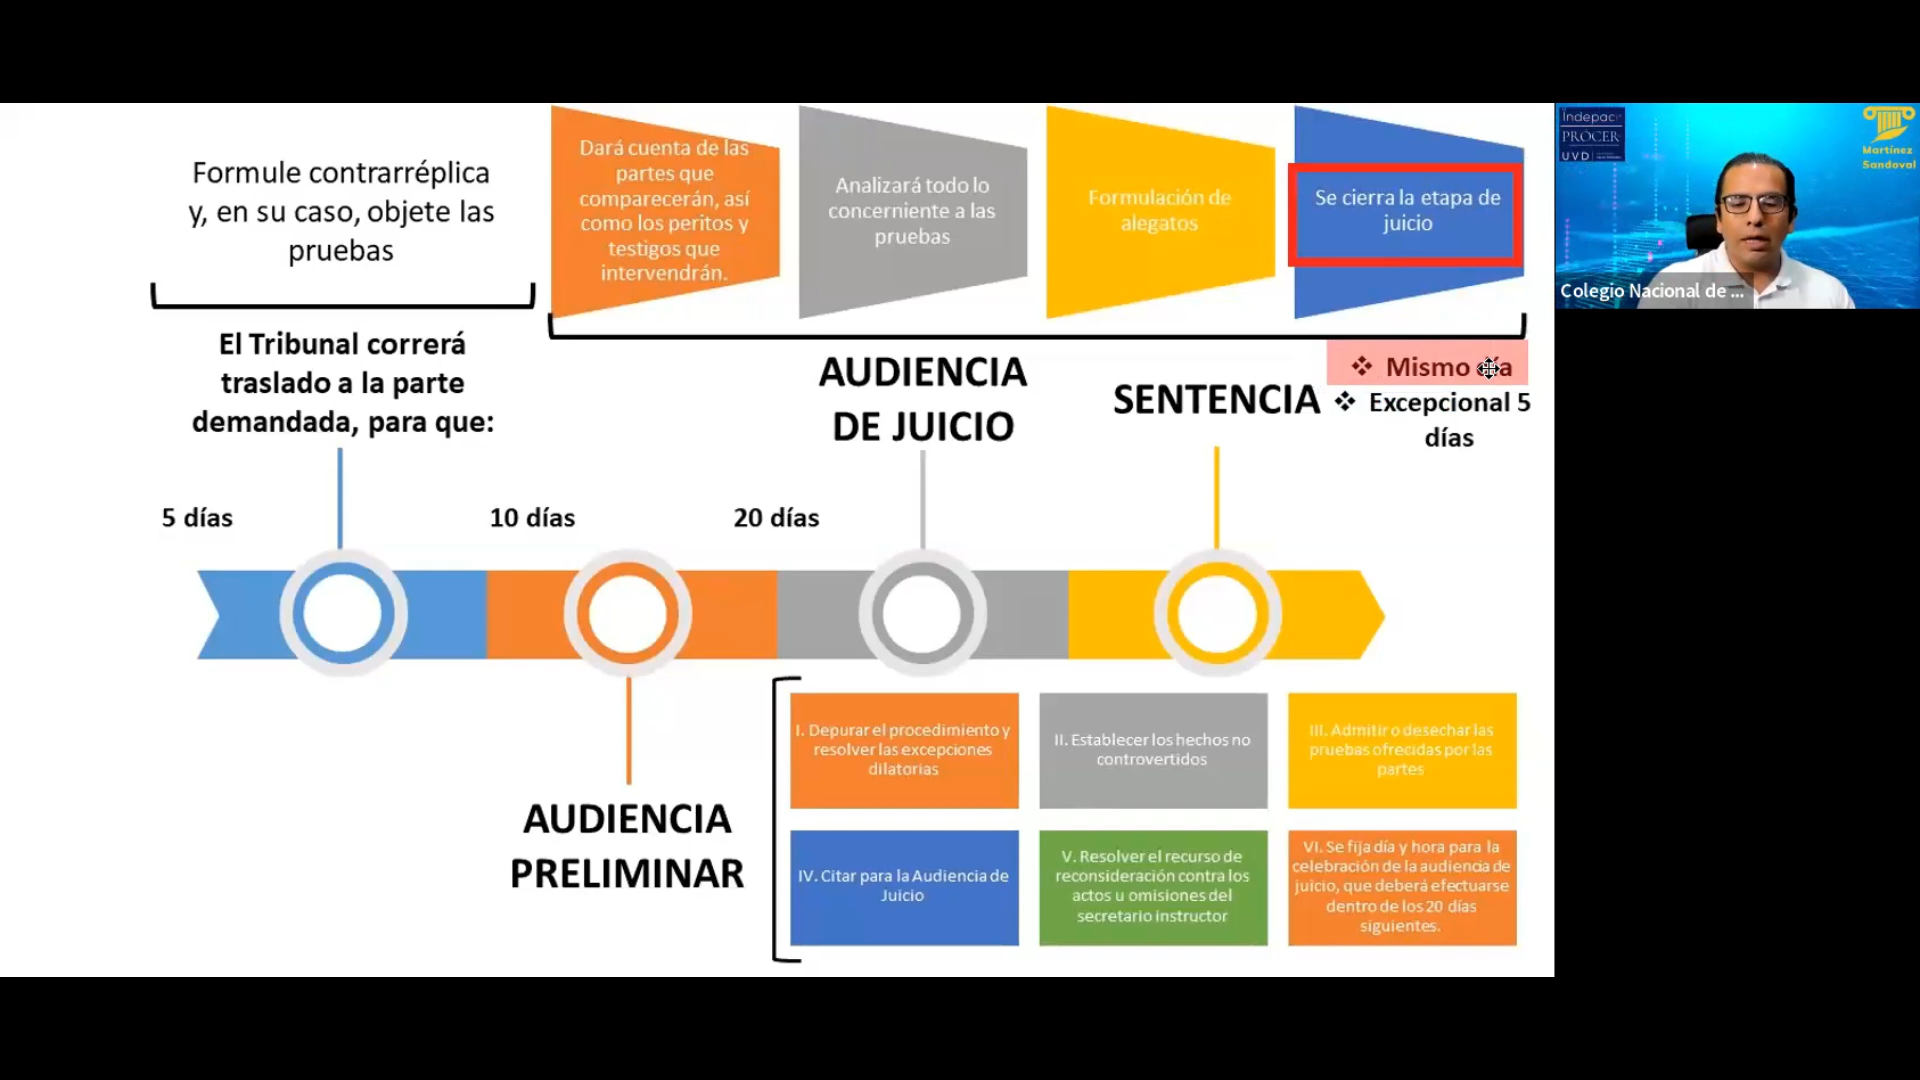 Formule contrarréplica
y, en su caso, objete las
pruebas
El Tribunal correrá
traslado a la parte
demandada, para que:
Dará cuenta de las
partes que
comparecerán, así
como los peritos y
testigos que
intervendrán.
Analizará todo lo
concerniente a las
pruebas
Formulación de
alegatos
Se cierra la etapa de
juicio
AUDIENCIA
DE JUICIO
SENTENCIA
❖ Mismo día
❖ Excepcional 5
días
5 días
10 días
20 días
AUDIENCIA
PRELIMINAR
I. Depurar el procedimiento y
resolver las excepciones
dilatorias
II. Establecer los hechos no
controvertidos
III. Admitir o desechar las
pruebas ofrecidas por las
partes
IV. Citar para la Audiencia de
Juicio
V. Resolver el recurso de
reconsideración contra los
actos u omisiones del
secretario instructor
VI. Se fija día y hora para la
celebración de la audiencia de
juicio, que deberá efectuarse
dentro de los 20 días
siguientes.
Indepac
PRÓCER
UVD
Martínez
Sandoval
Colegio Nacional de ...